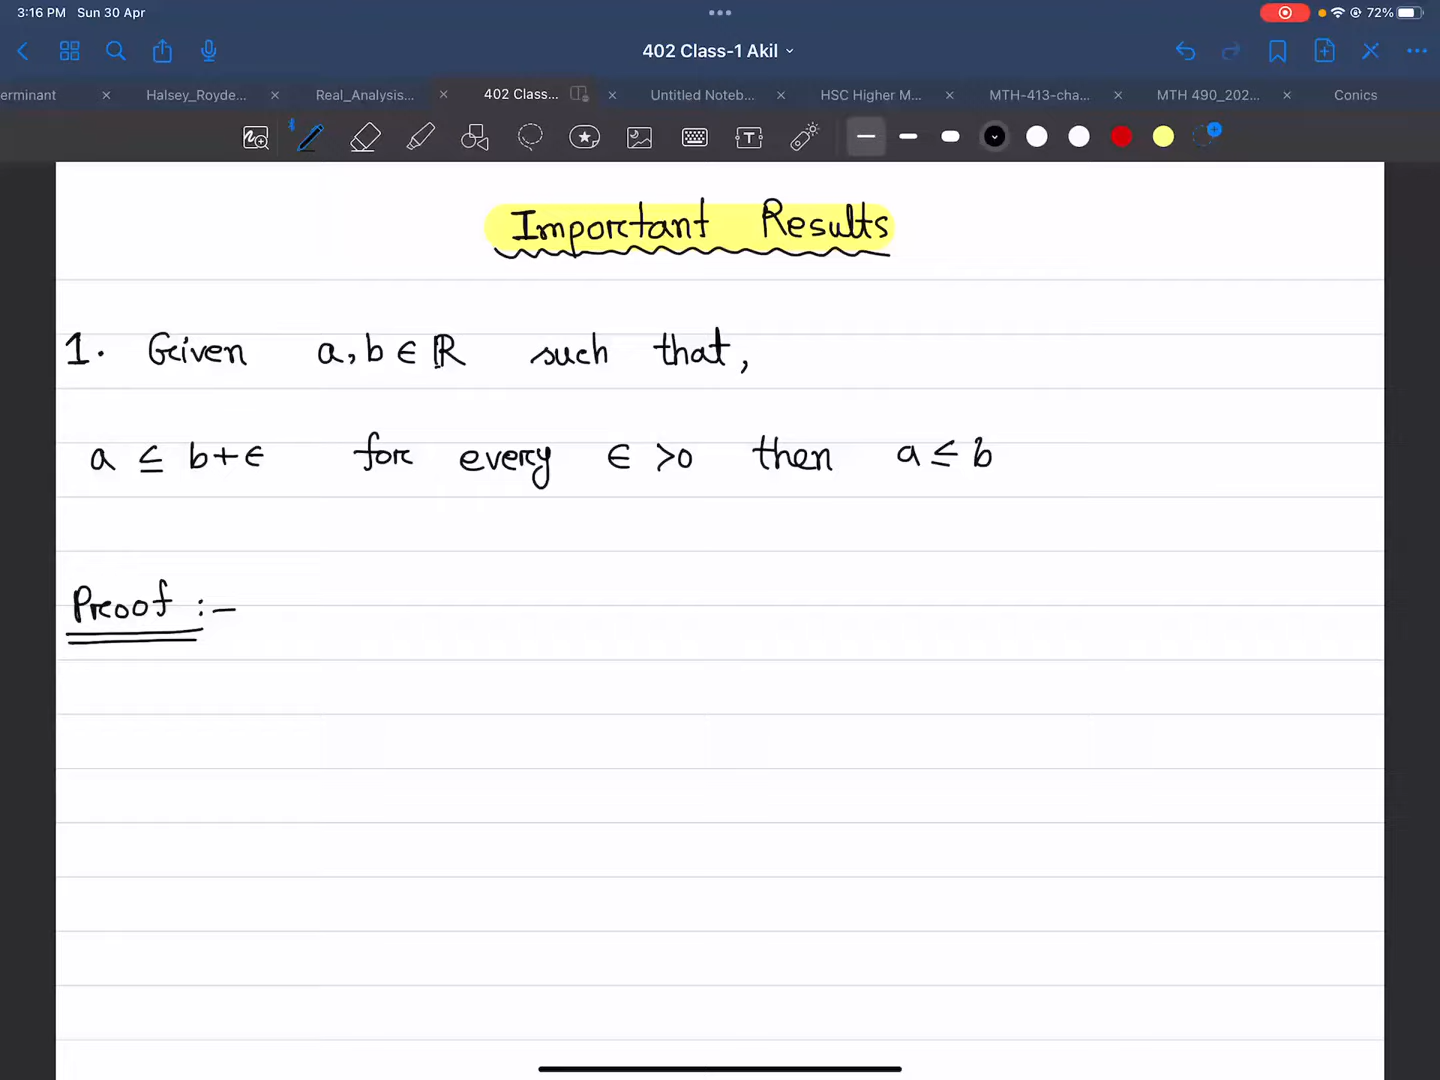 3:16 PM Sun 30 Apr
72%
402 Class-1 Akil
erminant
Halsey_Royde...
Real_Analysis...
402 Class...
Untitled Noteb...
HSC Higher M...
MTH-413-cha...
MTH 490_202...
Conics
Important Results
1. Given a, b ∈ ℝ such that,
a ≤ b+ϵ for every ϵ >0 then a ≤ b
Proof :-